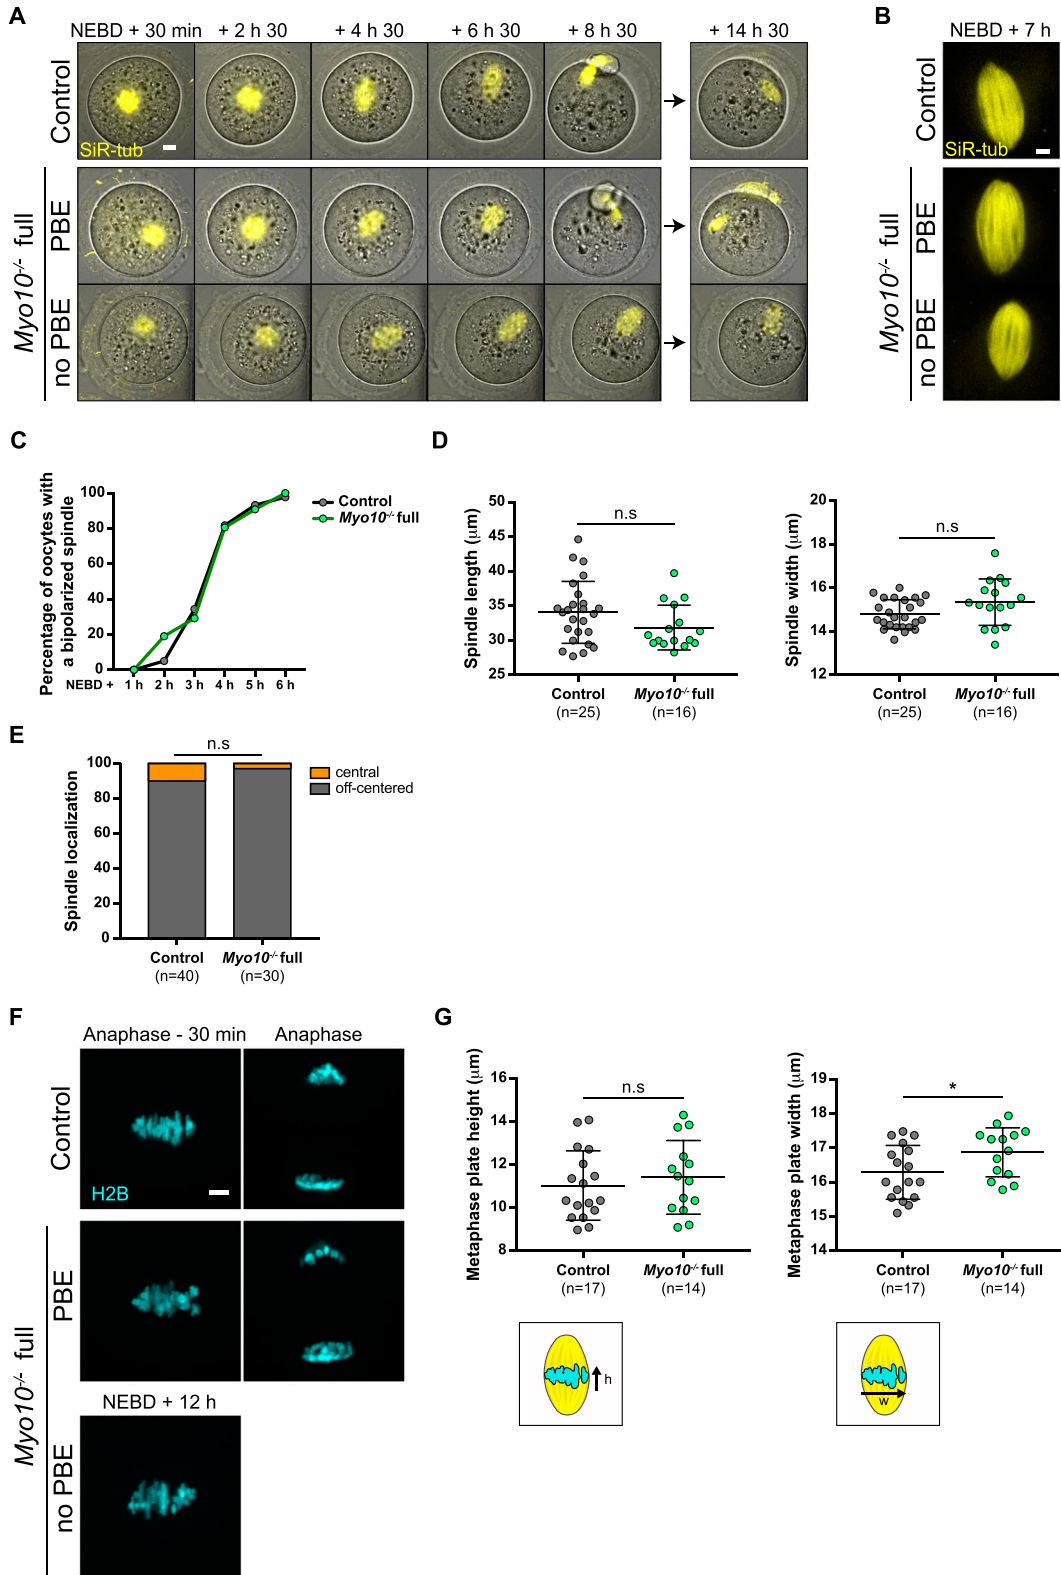 A
NEBD + 30 min
+ 2 h 30
+ 4 h 30
+ 6 h 30
+ 8 h 30
+ 14 h 30
Control
SiR-tub
Myo10-/- full
PBE
no PBE
B
NEBD + 7 h
Control
SiR-tub
Myo10-/- full
PBE
no PBE
C
Percentage of oocytes with
a bipolarized spindle
100
80
60
40
20
0
NEBD +
1 h
2 h
3 h
4 h
5 h
6 h
Control
Myo10-/- full
D
Spindle length (μm)
50
45
40
35
30
25
n.s
Control
(n=25)
Myo10-/- full
(n=16)
Spindle width (μm)
20
18
16
14
12
n.s
Control
(n=25)
Myo10-/- full
(n=16)
E
Spindle localization
100
80
60
40
20
0
n.s
central
off-centered
Control
(n=40)
Myo10-/- full
(n=30)
F
Anaphase - 30 min
Anaphase
Control
H2B
Myo10-/- full
PBE
NEBD + 12 h
no PBE
G
Metaphase plate height (μm)
16
14
12
10
8
n.s
Control
(n=17)
Myo10-/- full
(n=14)
h
Metaphase plate width (μm)
19
18
17
16
15
14
*
Control
(n=17)
Myo10-/- full
(n=14)
w